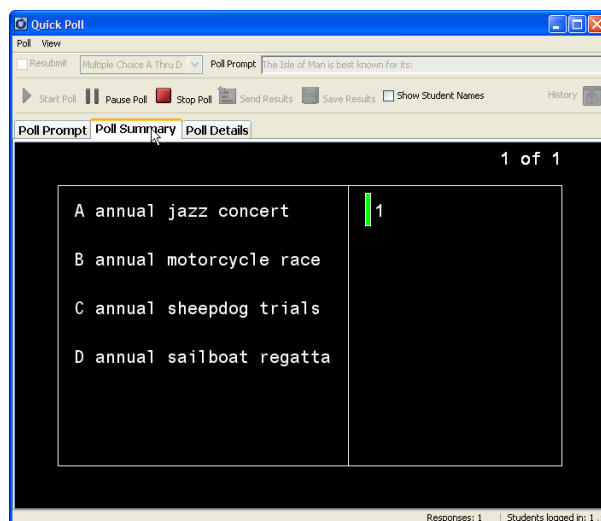 Quick Poll
Poll View
Resubmit Multiple Choice A Thru D Poll Prompt The Isle of Man is best known for its:
Start Poll Pause Poll Stop Poll Send Results Save Results Show Student Names History
Poll Prompt Poll Summary Poll Details
1 of 1
A annual jazz concert 1
B annual motorcycle race
C annual sheepdog trials
D annual sailboat regatta
Responses: 1 Students logged in: 1